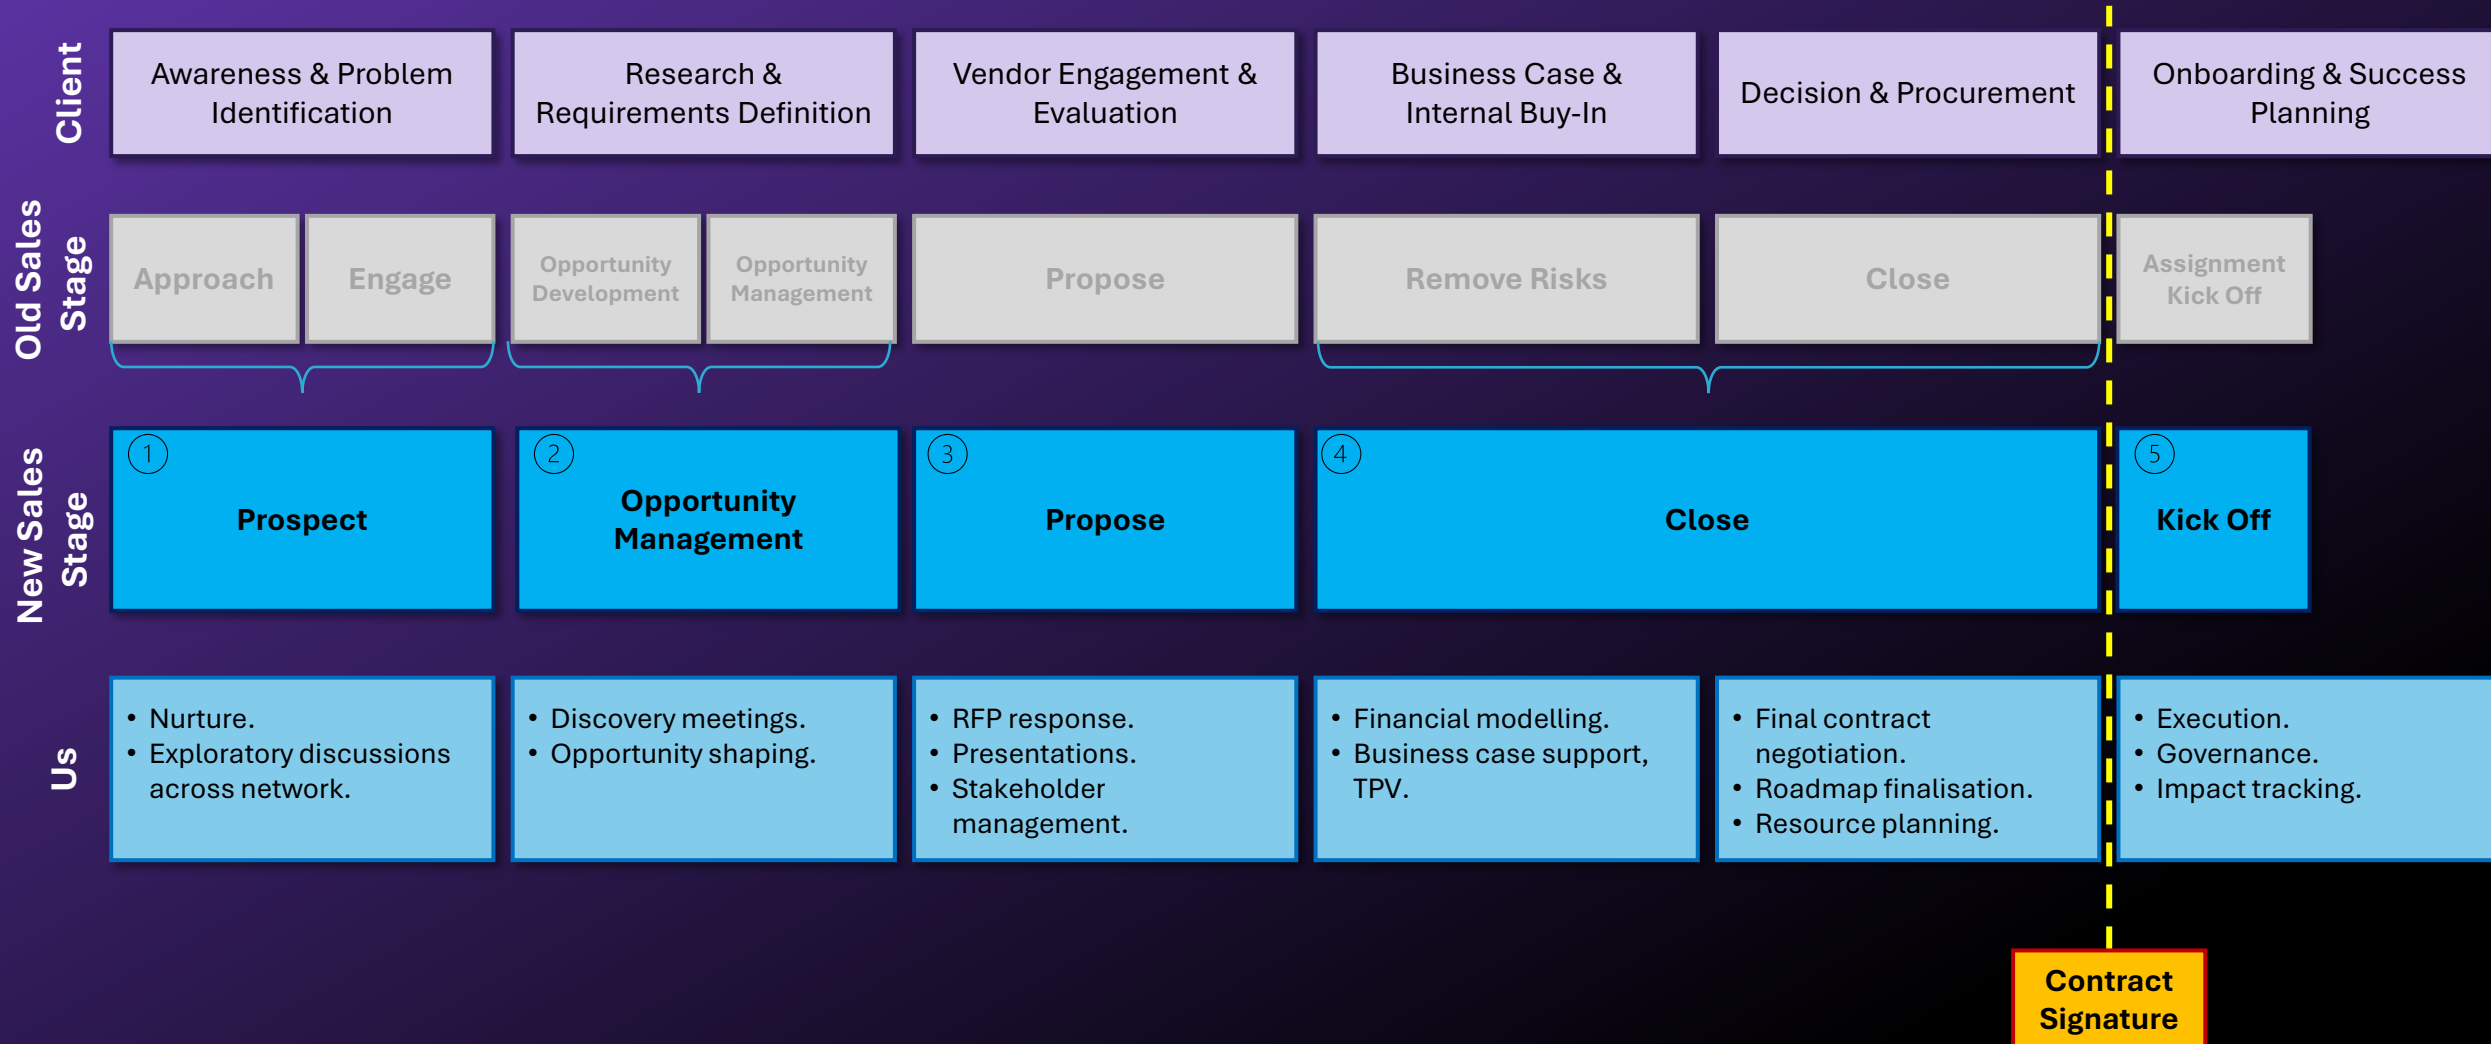 Client
Awareness & Problem
Identification
Research &
Requirements Definition
Vendor Engagement &
Evaluation
Business Case &
Internal Buy-In
Decision & Procurement
Onboarding & Success
Planning
Old Sales
Stage
Approach
Engage
Opportunity
Development
Opportunity
Management
Propose
Remove Risks
Close
Assignment
Kick Off
New Sales
Stage
1
Prospect
2
Opportunity
Management
3
Propose
4
Close
5
Kick Off
Us
• Nurture.
• Exploratory discussions
across network.
• Discovery meetings.
• Opportunity shaping.
• RFP response.
• Presentations.
• Stakeholder
management.
• Financial modelling.
• Business case support,
TPV.
• Final contract
negotiation.
• Roadmap finalisation.
• Resource planning.
• Execution.
• Governance.
• Impact tracking.
Contract
Signature